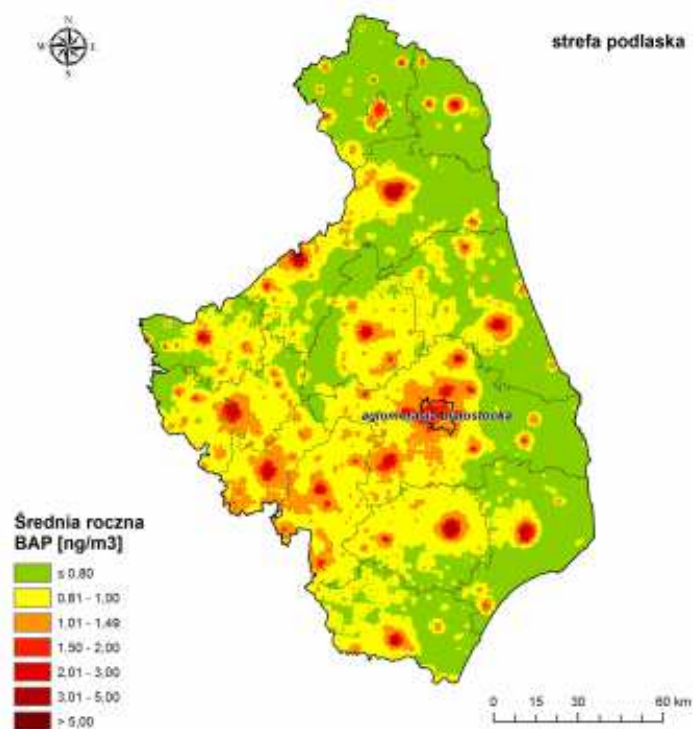 N
W L
S
strefa podlaska
aglomeracja białostocka
Średnia roczna
BAP [ng/m3]
≤ 0,80
0,81 - 1,00
1,01 - 1,49
1,50 - 2,00
2,01 - 3,00
3,01 - 5,00
> 5,00
0 15 30 60 km